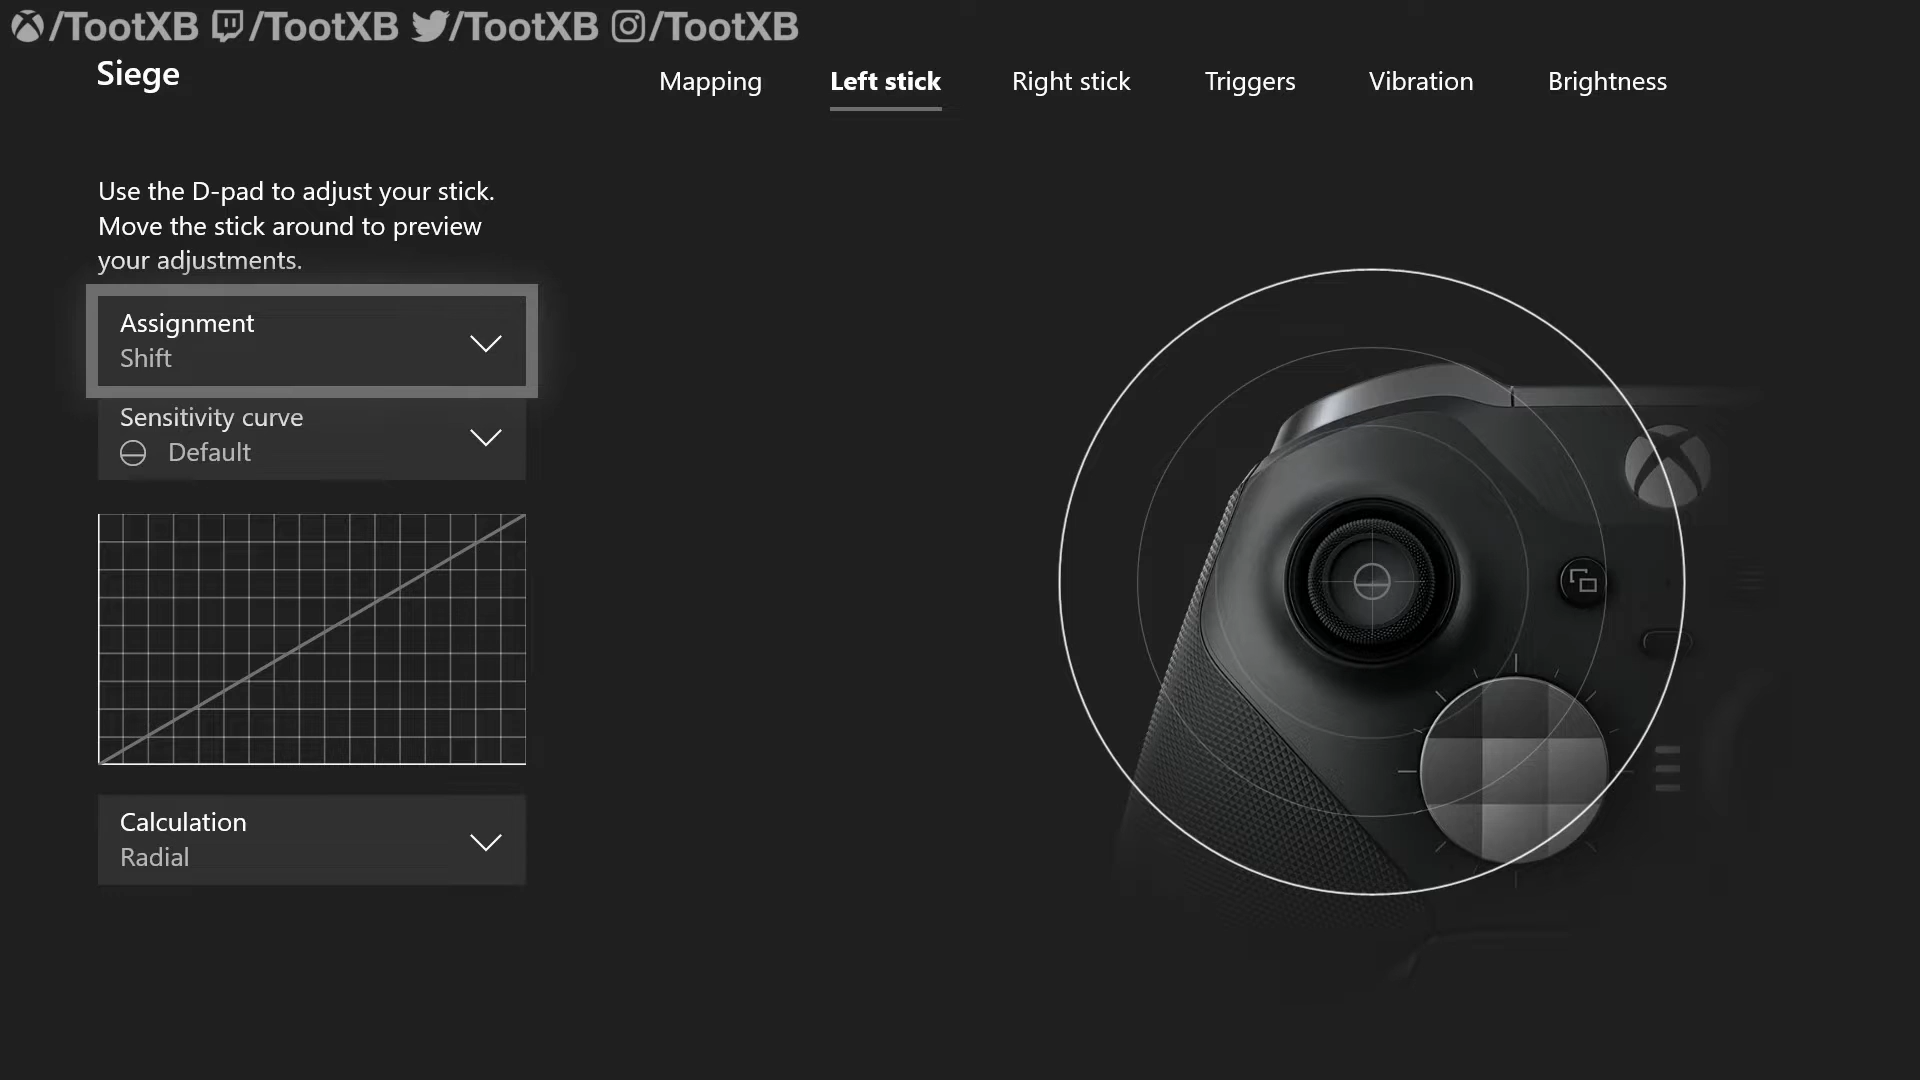 /TootXB /TootXB /TootXB /TootXB
Siege
Mapping
Left stick
Right stick
Triggers
Vibration
Brightness
Use the D-pad to adjust your stick.
Move the stick around to preview
your adjustments.
Assignment
Shift
Sensitivity curve
Default
Calculation
Radial